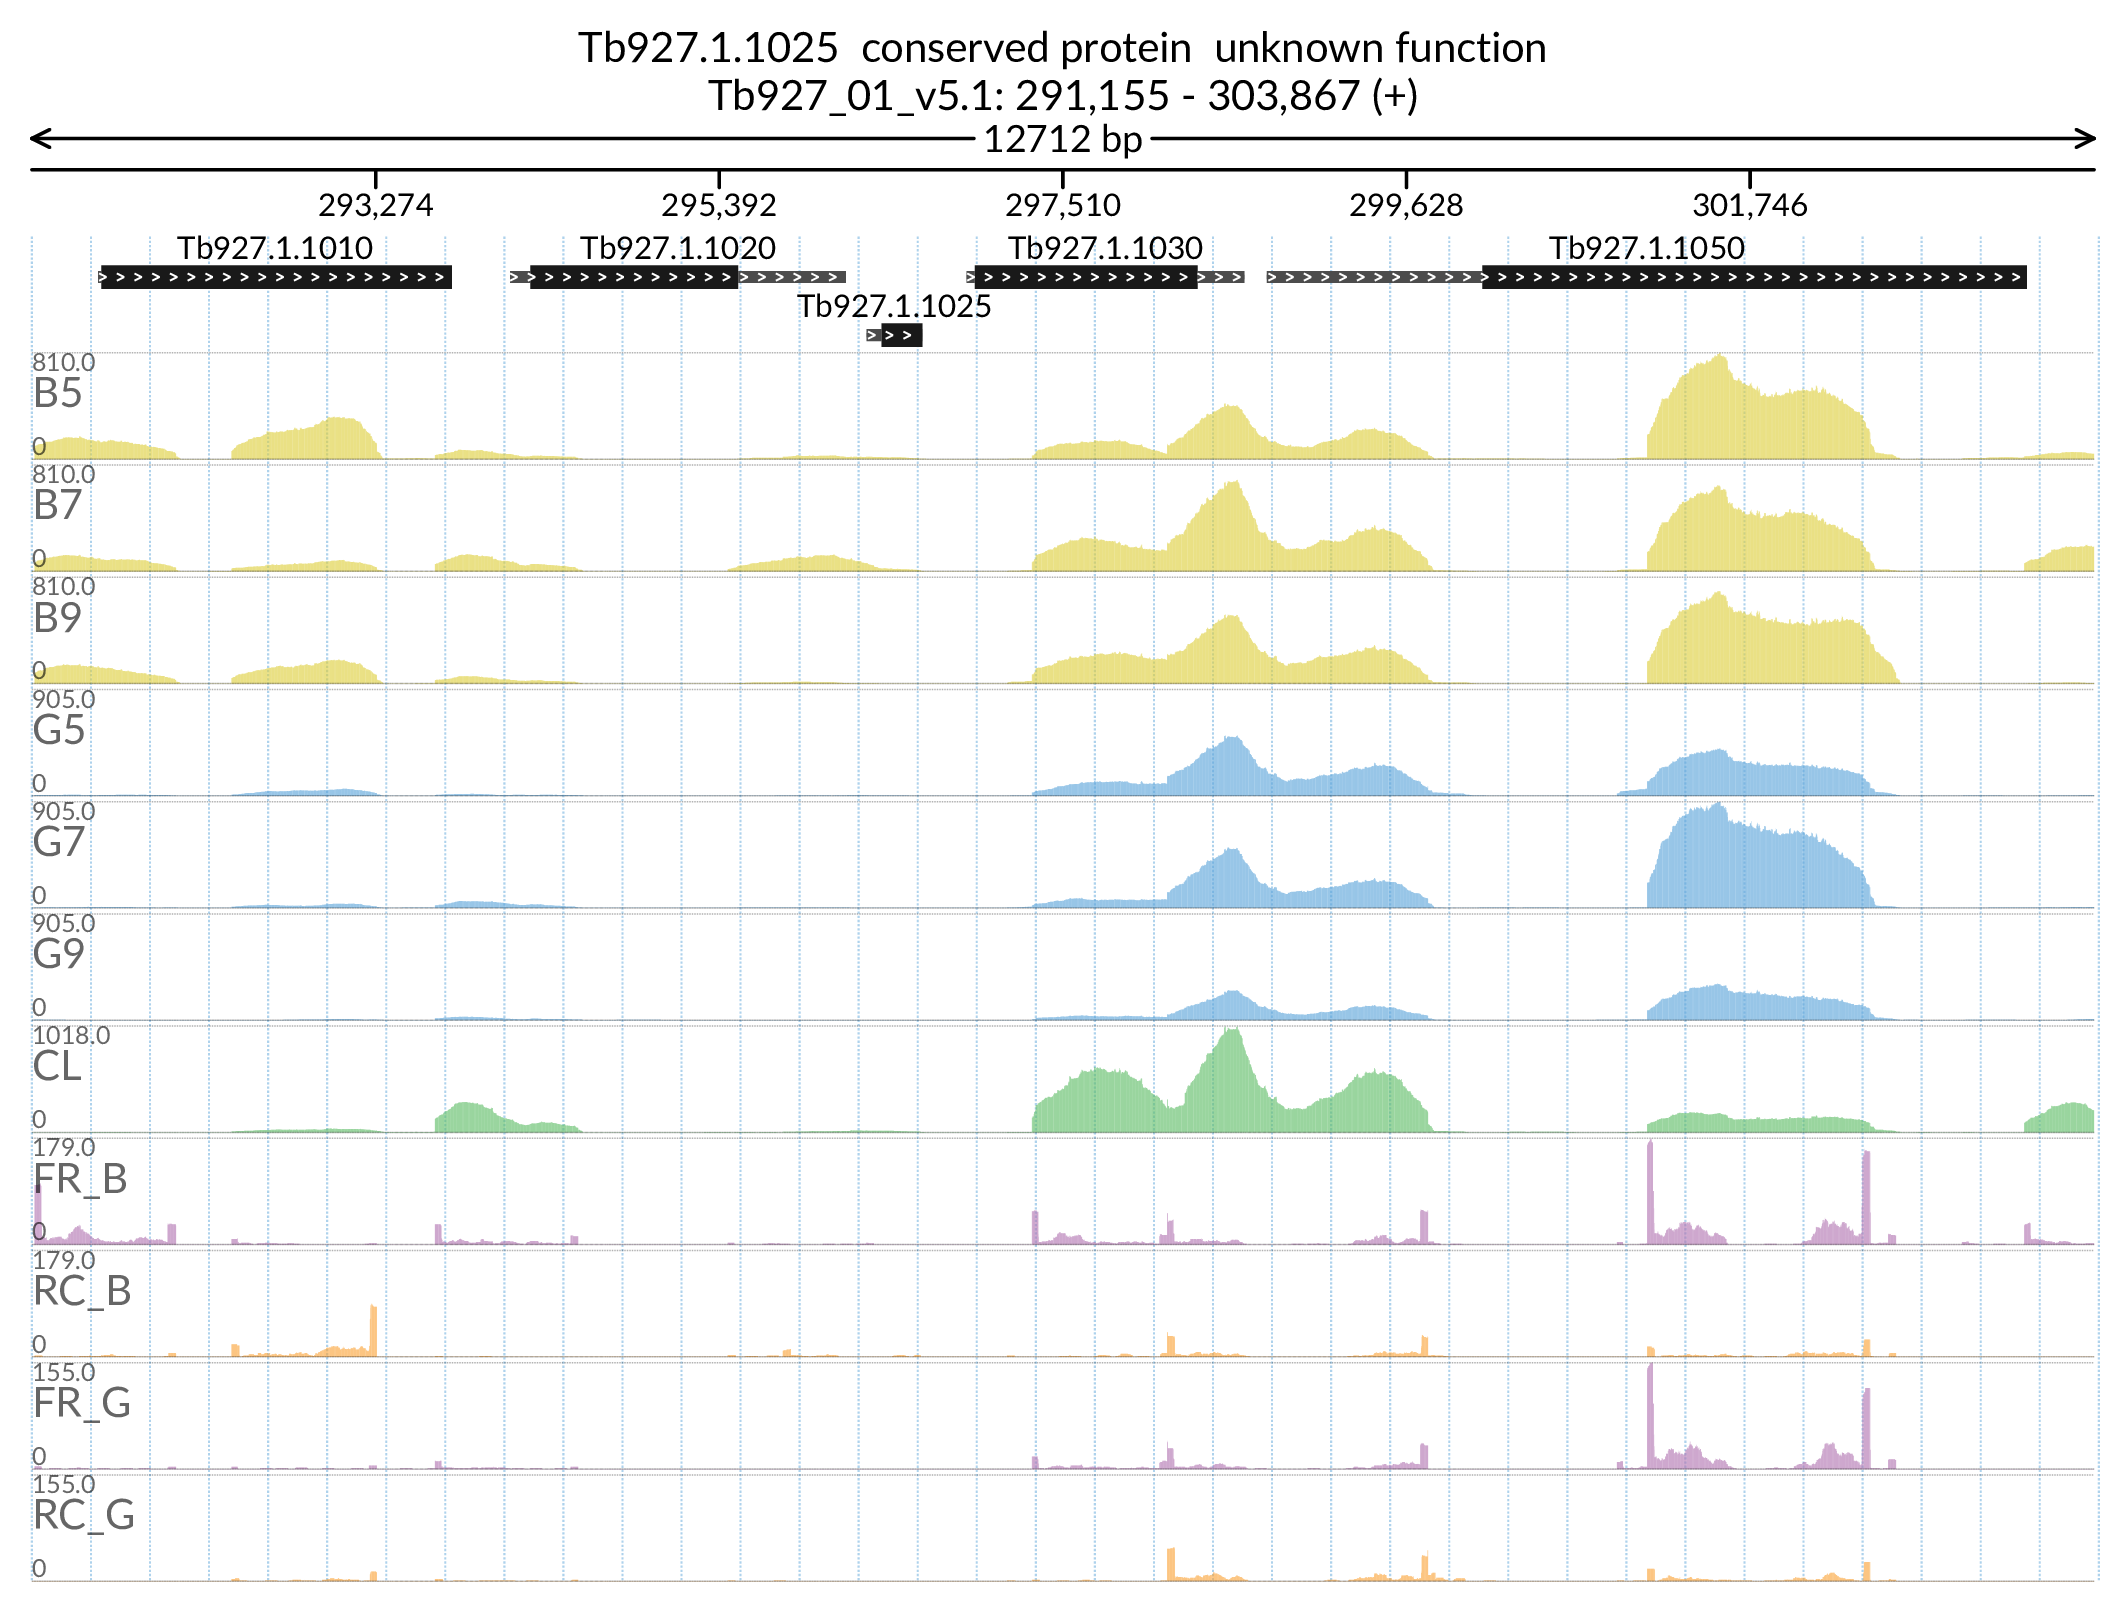 Tb927.1.1025  conserved protein  unknown function
Tb927_01_v5.1: 291,155 - 303,867 (+)
12712 bp
293,274 295,392 297,510 299,628 301,746
Tb927.1.1010 Tb927.1.1020 Tb927.1.1030 Tb927.1.1050
Tb927.1.1025
810.0
B5
0
810.0
B7
0
810.0
B9
0
905.0
G5
0
905.0
G7
0
905.0
G9
0
1018.0
CL
0
179.0
FR_B
0
179.0
RC_B
0
155.0
FR_G
0
155.0
RC_G
0